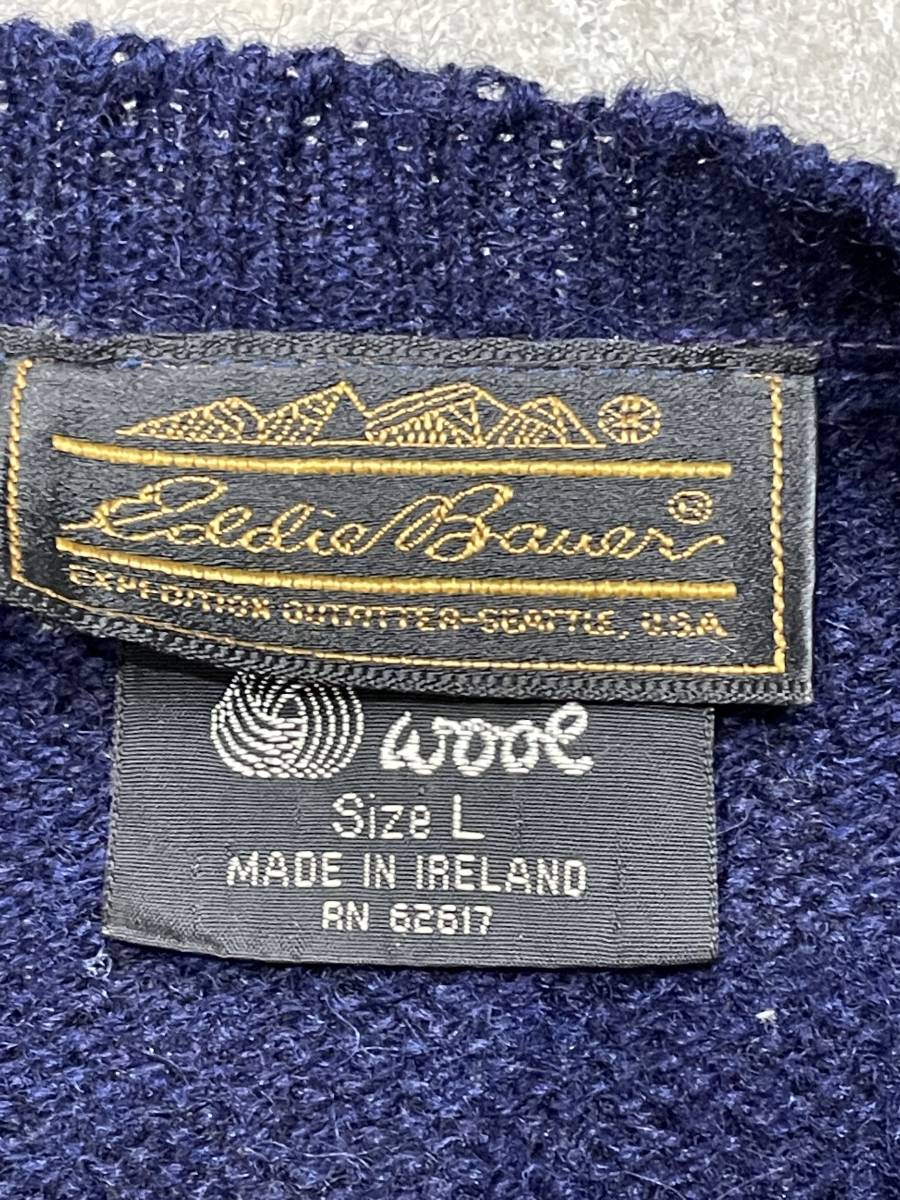 Eddie Bauer®
EXPEDITION OUTFITTER-SEATTLE, U.S.A
wool
Size L
MADE IN IRELAND
RN 62617